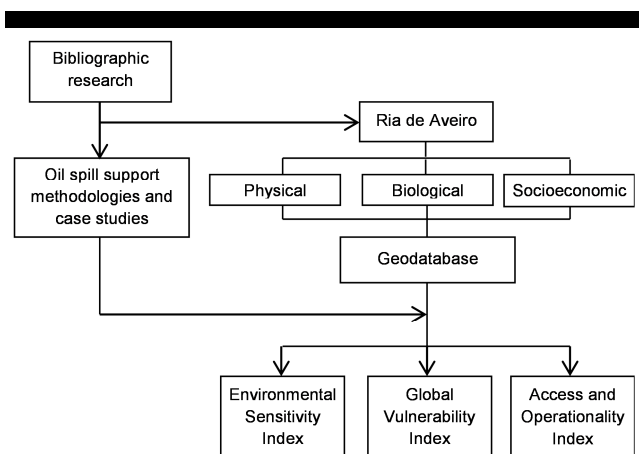 Bibliographic
research
Ria de Aveiro
Oil spill support
methodologies and
case studies
Physical
Biological
Socioeconomic
Geodatabase
Environmental
Sensitivity
Index
Global
Vulnerability
Index
Access and
Operationality
Index